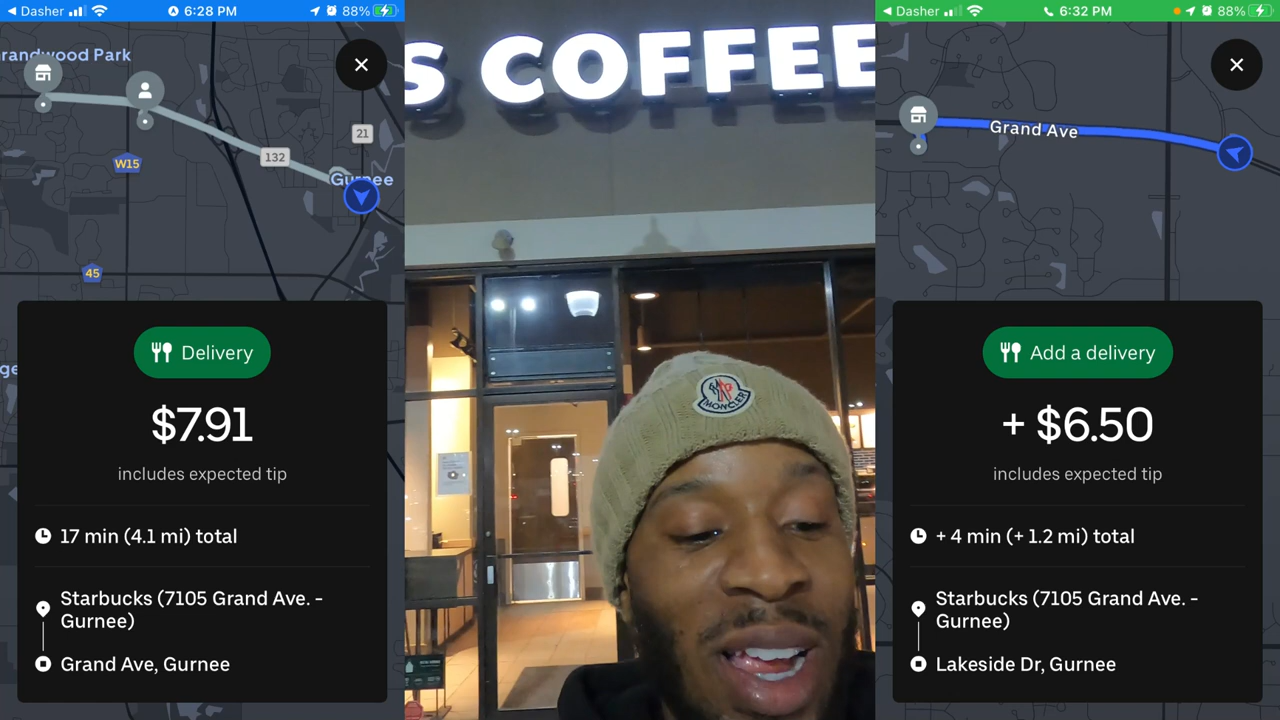 Dasher
6:28 PM
88%
randwood Park
21
132
W15
Gurnee
45
ge
Delivery
$7.91
includes expected tip
17 min (4.1 mi) total
Starbucks (7105 Grand Ave. -
Gurnee)
Grand Ave, Gurnee
S COFFEE
MONCLER
Dasher
6:32 PM
88%
Grand Ave
Add a delivery
+ $6.50
includes expected tip
+ 4 min (+ 1.2 mi) total
Starbucks (7105 Grand Ave. -
Gurnee)
Lakeside Dr, Gurnee